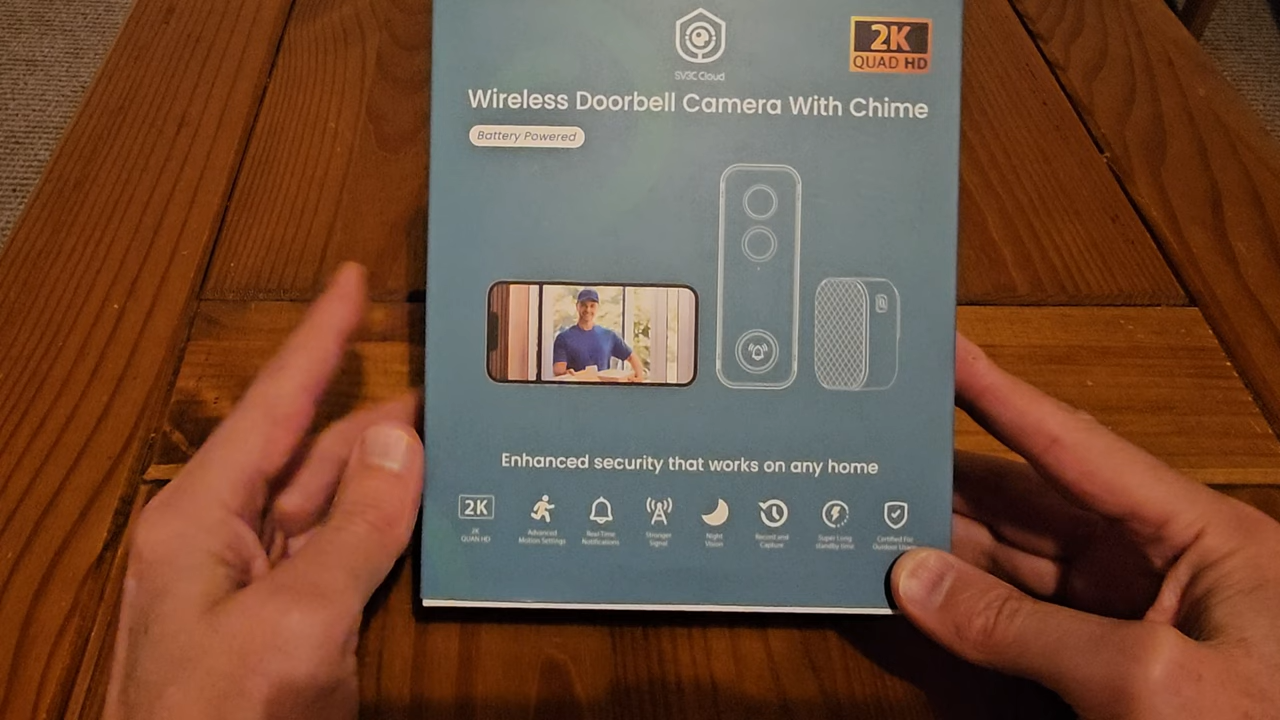 SV3C Cloud
2K
QUAD HD
Wireless Doorbell Camera With Chime
Battery Powered
Enhanced security that works on any home
2K
2K
QUAN HD
Advanced
Motion Settings
Real Time
Notifications
Stronger
Signal
Night
Vision
Record and
Capture
Super Long
standby time
Certified For
Outdoor